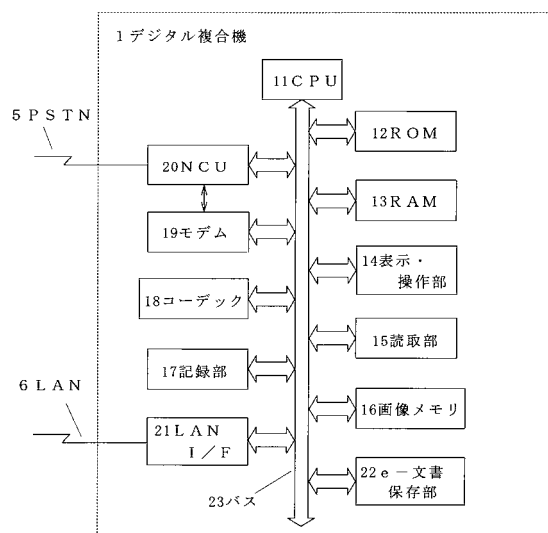 1デジタル複合機
11CPU
5PSTN
12ROM
20NCU
13RAM
19モデム
14表示・
操作部
18コーデック
15読取部
17記録部
6LAN
16画像メモリ
21LAN
I/F
22e-文書
保存部
23バス